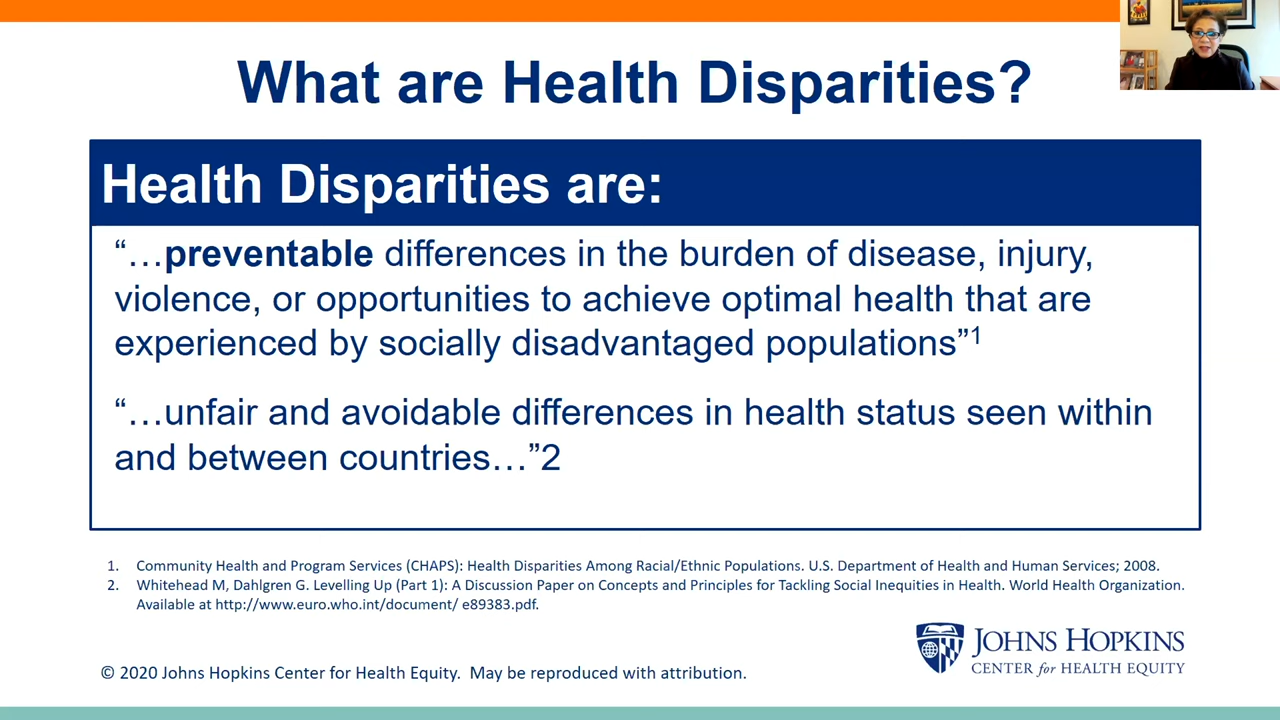 What are Health Disparities?
Health Disparities are:
“…preventable differences in the burden of disease, injury,
violence, or opportunities to achieve optimal health that are
experienced by socially disadvantaged populations”1
“…unfair and avoidable differences in health status seen within
and between countries…”2
1. Community Health and Program Services (CHAPS): Health Disparities Among Racial/Ethnic Populations. U.S. Department of Health and Human Services; 2008.
2. Whitehead M, Dahlgren G. Levelling Up (Part 1): A Discussion Paper on Concepts and Principles for Tackling Social Inequities in Health. World Health Organization.
Available at http://www.euro.who.int/document/ e89383.pdf.
JOHNS HOPKINS
CENTER for HEALTH EQUITY
© 2020 Johns Hopkins Center for Health Equity. May be reproduced with attribution.